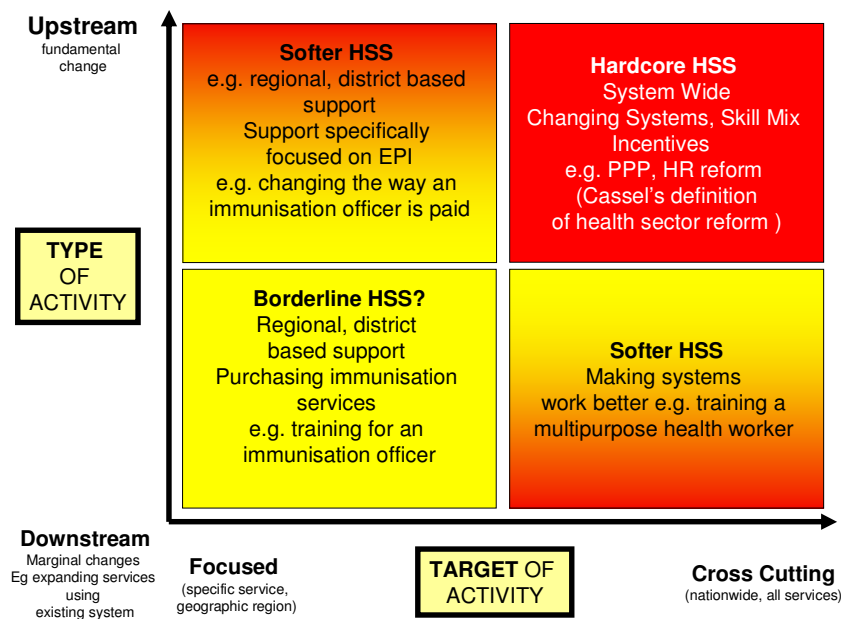 Upstream
fundamental
change
Softer HSS
e.g. regional, district based
support
Support specifically
focused on EPI
e.g. changing the way an
immunisation officer is paid
Hardcore HSS
System Wide
Changing Systems, Skill Mix
Incentives
e.g. PPP, HR reform
(Cassel's definition
of health sector reform )
TYPE
OF
ACTIVITY
Borderline HSS?
Regional, district
based support
Purchasing immunisation
services
e.g. training for an
immunisation officer
Softer HSS
Making systems
work better e.g. training a
multipurpose health worker
Downstream
Marginal changes
Eg expanding services
using
existing system
Focused
(specific service,
geographic region)
TARGET OF
ACTIVITY
Cross Cutting
(nationwide, all services)